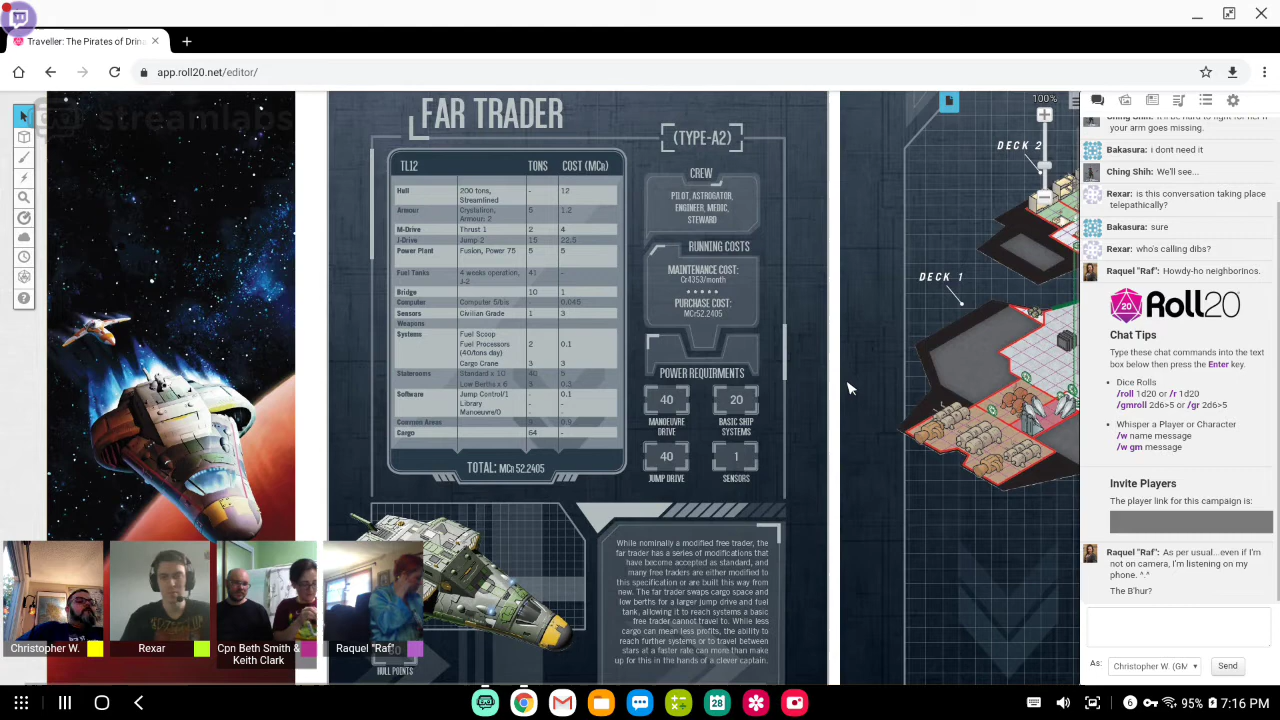 Traveller: The Pirates of Drina
app.roll20.net/editor/
streamlabs
FAR TRADER
(TYPE-A2)
TL12 TONS COST (MCR)
Hull 200 tons, Streamlined - 12
Armour Crystaliron, Armour: 2 5 1.2
M-Drive Thrust 1 2 4
J-Drive Jump 2 15 22.5
Power Plant Fusion, Power 75 5 5
Fuel Tanks 4 weeks operation, J-2 41 -
Bridge 10 1
Computer Computer 5/bis 0.045
Sensors Civilian Grade 1 3
Weapons
Systems Fuel Scoop
Fuel Processors (40/tons day) 2 0.1
Cargo Crane 3 3
Staterooms Standard x 10 40 5
Low Berths x 6 3 0.3
Software Jump Control/1 - 0.1
Library - -
Manoeuvre/0 - -
Common Areas
Cargo 64 -
TOTAL: MCR 52.2405
CREW
PILOT, ASTROGATOR,
ENGINEER, MEDIC,
STEWARD
RUNNING COSTS
MAINTENANCE COST:
Cr4353/month
PURCHASE COST:
MCr52.2405
POWER REQUIRMENTS
40 20
MANOEUVRE DRIVE BASIC SHIP SYSTEMS
40 1
JUMP DRIVE SENSORS
While nominally a modified free trader, the
far trader has a series of modifications that
have become accepted as standard, and
many free traders are either modified to
this specification or are built this way from
new. The far trader swaps cargo space and
low berths for a larger jump drive and fuel
tank, allowing it to reach systems a basic
free trader cannot travel to. While less
cargo can mean less profits, the ability to
reach further systems or to travel between
stars at a faster rate can more than make
up for this in the hands of a clever captain.
HULL POINTS
DECK 2
DECK 1
100%
Christopher W.
Rexar
Cpn Beth Smith &
Keith Clark
Raquel "Raf"
your arm goes missing.
Bakasura: i dont need it
Ching Shih: We'll see...
Rexar: is this conversation taking place
telepathically?
Bakasura: sure
Rexar: who's calling dibs?
Raquel "Raf": Howdy-ho neighborinos.
Roll20
Chat Tips
Type these chat commands into the text
box below then press the Enter key.
• Dice Rolls
/roll 1d20 or /r 1d20
/gmroll 2d6>5 or /gr 2d6>5
• Whisper a Player or Character
/w name message
/w gm message
Invite Players
The player link for this campaign is:
Raquel "Raf": As per usual...even if I'm
not on camera, I'm listening on my
phone. ^.^
The B'hur?
As: Christopher W. (GM Send
28
6 95% 7:16 PM